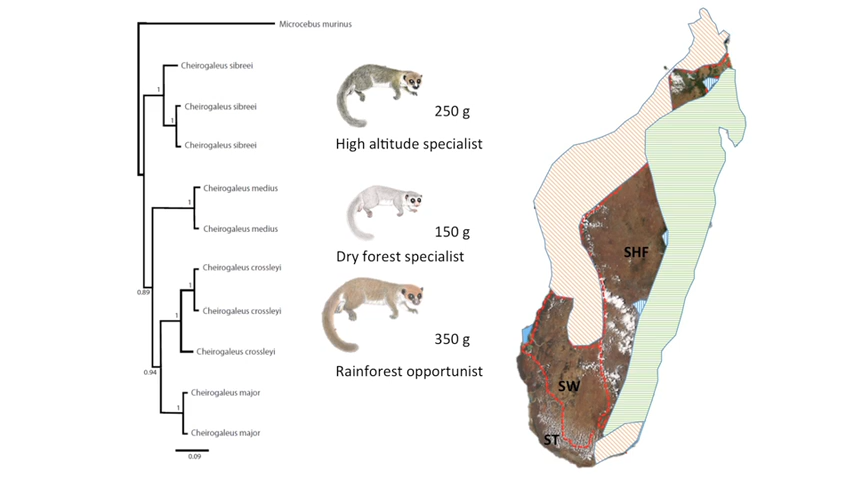 Microcebus murinus
Cheirogaleus sibreei
1
Cheirogaleus sibreei
1
Cheirogaleus sibreei
Cheirogaleus medius
1
Cheirogaleus medius
Cheirogaleus crossleyi
0.89
1
Cheirogaleus crossleyi
1
Cheirogaleus crossleyi
0.94
Cheirogaleus major
1
Cheirogaleus major
0.09
250 g
High altitude specialist
150 g
Dry forest specialist
350 g
Rainforest opportunist
SHF
SW
ST